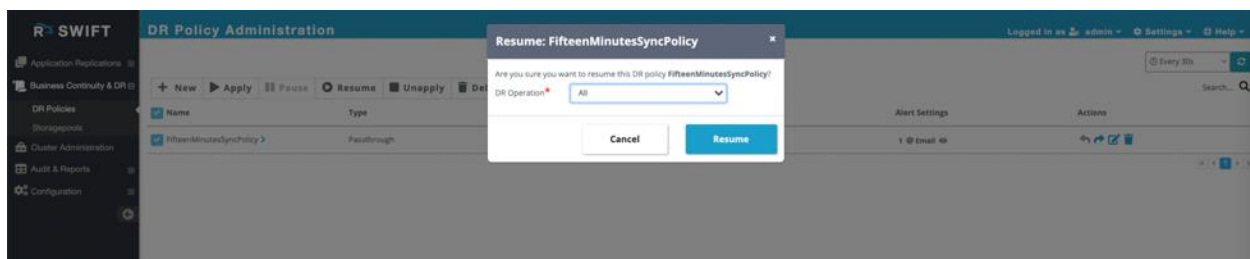 SWIFT
DR Policy Administration
Logged in as admin
Settings
Help
Resume: FifteenMinutesSyncPolicy
Are you sure you want to resume this DR policy FifteenMinutesSyncPolicy?
DR Operation*
All
Cancel
Resume
Application Replications
Business Continuity & DR
DR Policies
Storagepools
Cluster Administration
Audit & Reports
Configuration
Every 30s
+ New
Apply
Pause
Resume
Unapply
Del
Search...
Name
Type
Alert Settings
Actions
FifteenMinutesSyncPolicy
Passthrough
1 @ Email